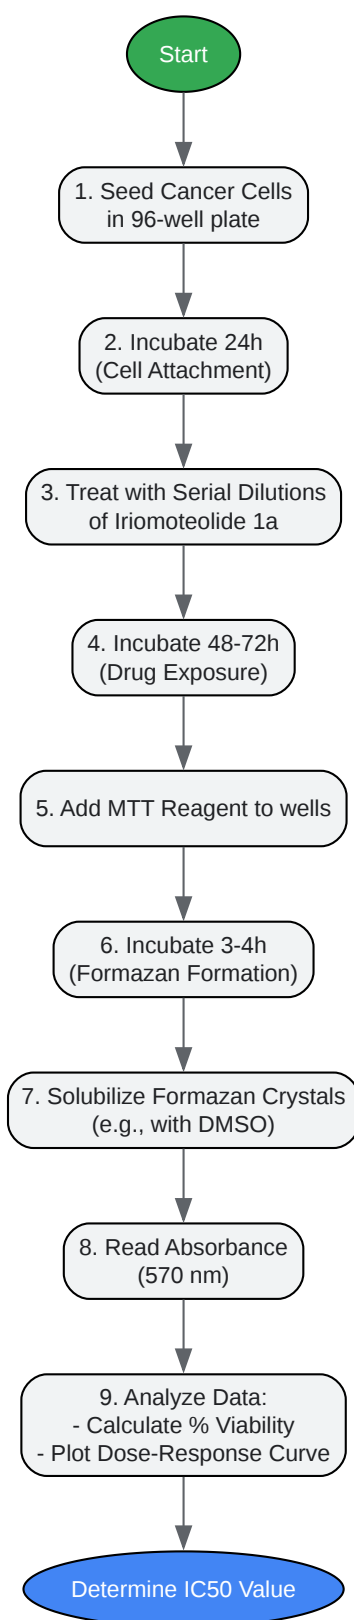 Start
1. Seed Cancer Cells
in 96-well plate
2. Incubate 24h
(Cell Attachment)
3. Treat with Serial Dilutions
of Iriomoteolide 1a
4. Incubate 48-72h
(Drug Exposure)
5. Add MTT Reagent to wells
6. Incubate 3-4h
(Formazan Formation)
7. Solubilize Formazan Crystals
(e.g., with DMSO)
8. Read Absorbance
(570 nm)
9. Analyze Data:
- Calculate % Viability
- Plot Dose-Response Curve
Determine IC50 Value